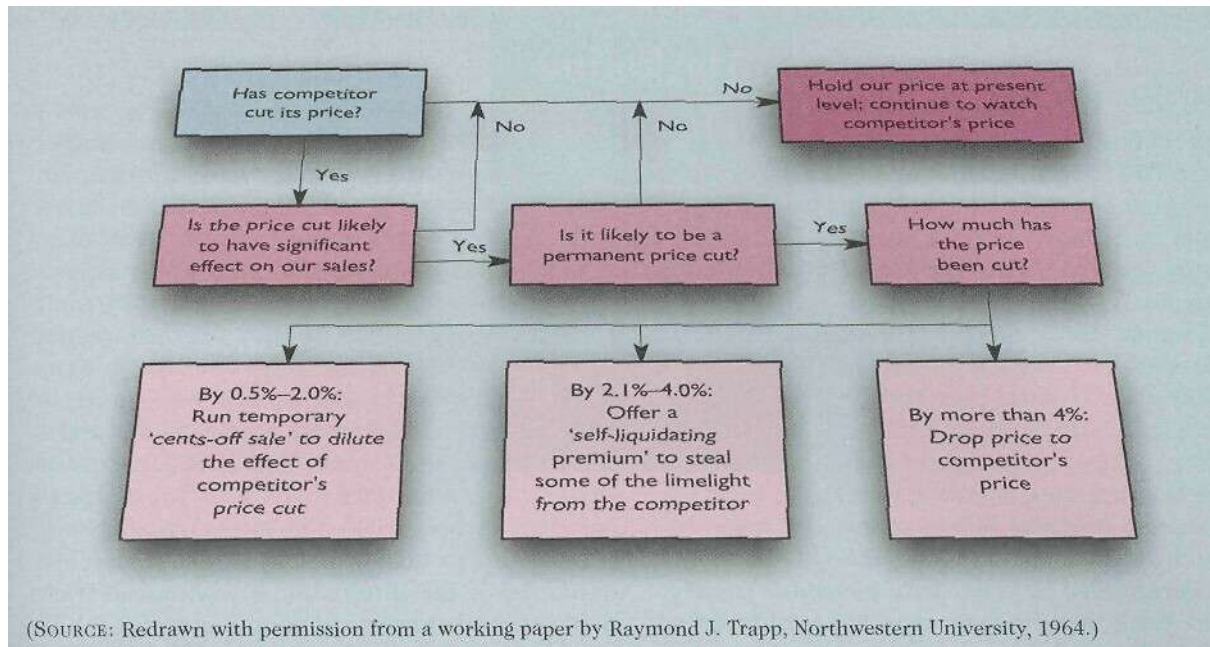 Has competitor
cut its price?
No
Hold our price at present
level; continue to watch
competitor's price
No
No
Yes
Is the price cut likely
to have significant
effect on our sales?
Yes
Is it likely to be a
permanent price cut?
Yes
How much has
the price
been cut?
By 0.5%–2.0%:
Run temporary
'cents-off sale' to dilute
the effect of
competitor's
price cut
By 2.1%–4.0%:
Offer a
'self-liquidating
premium' to steal
some of the limelight
from the competitor
By more than 4%:
Drop price to
competitor's
price
(SOURCE: Redrawn with permission from a working paper by Raymond J. Trapp, Northwestern University, 1964.)